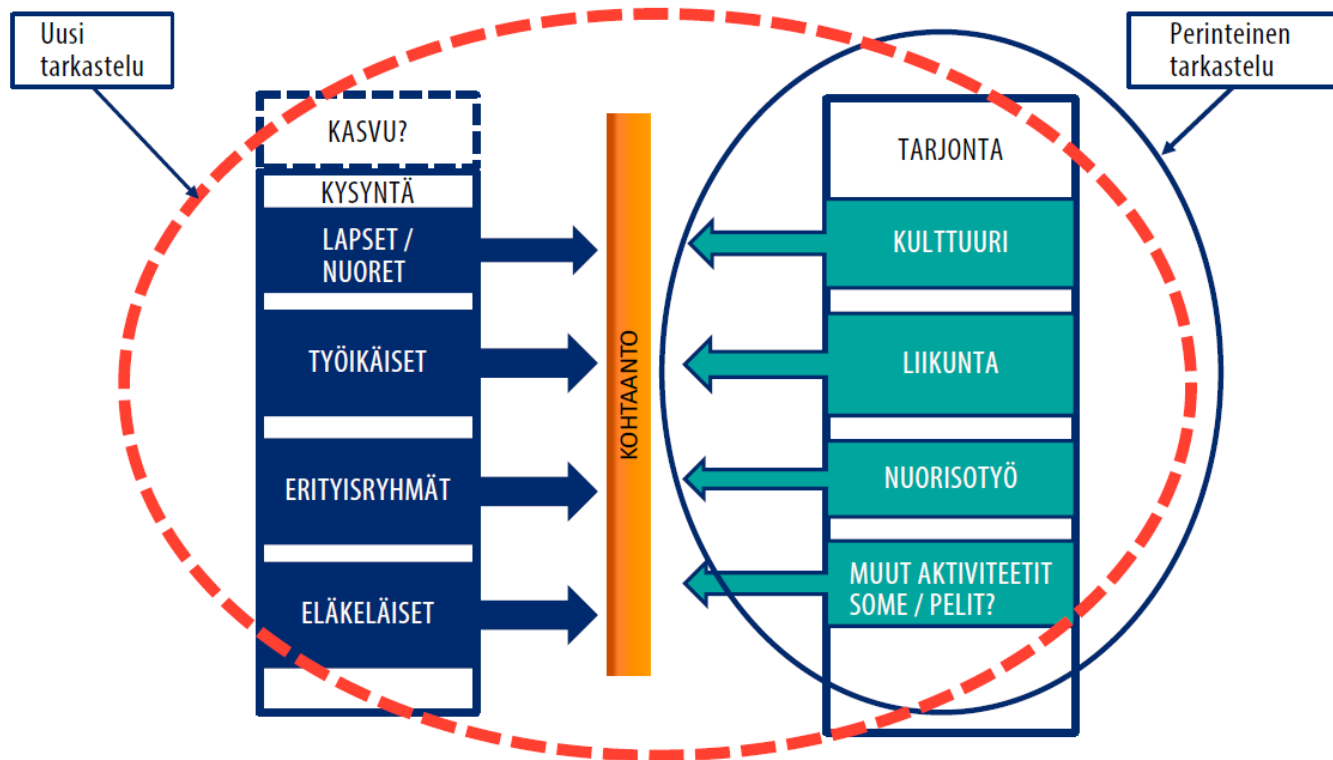 Uusi
tarkastelu
Perinteinen
tarkastelu
KASVU?
KYSYNTÄ
LAPSET /
NUORET
TYÖIKÄISET
ERITYISRYHMÄT
ELÄKELÄISET
KOHTAANTO
TARJONTA
KULTTUURI
LIIKUNTA
NUORISOTYÖ
MUUT AKTIVITEETIT
SOME / PELIT?